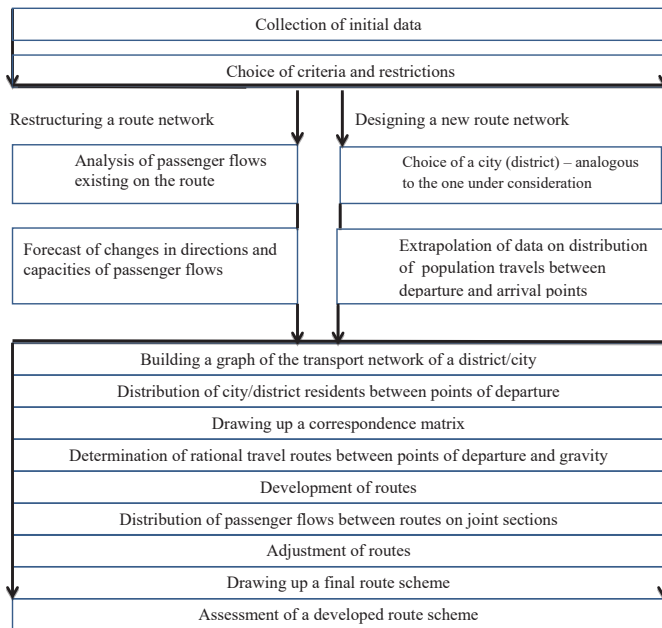 Collection of initial data
Choice of criteria and restrictions
Restructuring a route network
Designing a new route network
Analysis of passenger flows
existing on the route
Choice of a city (district) – analogous
to the one under consideration
Forecast of changes in directions and
capacities of passenger flows
Extrapolation of data on distribution
of population travels between
departure and arrival points
Building a graph of the transport network of a district/city
Distribution of city/district residents between points of departure
Drawing up a correspondence matrix
Determination of rational travel routes between points of departure and gravity
Development of routes
Distribution of passenger flows between routes on joint sections
Adjustment of routes
Drawing up a final route scheme
Assessment of a developed route scheme